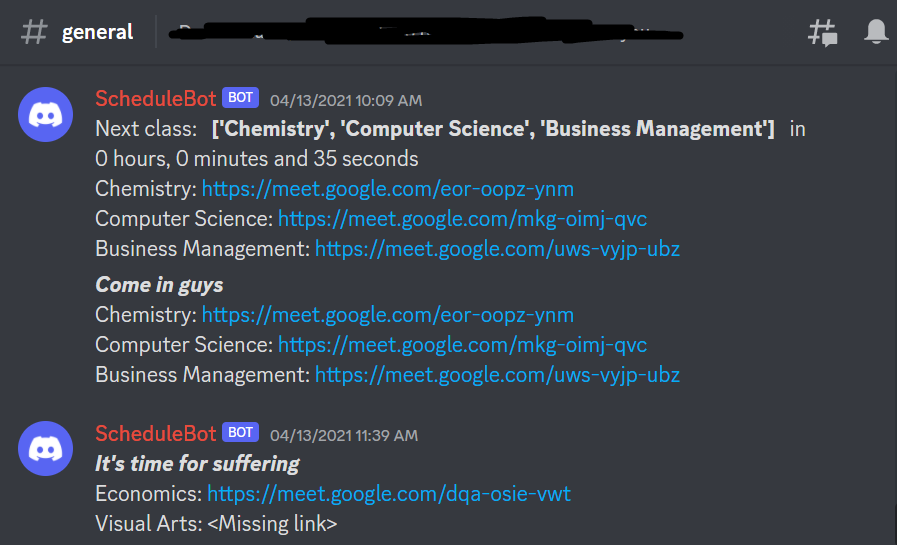 # general
ScheduleBot BOT 04/13/2021 10:09 AM
Next class: ['Chemistry', 'Computer Science', 'Business Management'] in
0 hours, 0 minutes and 35 seconds
Chemistry: https://meet.google.com/eor-oopz-ynm
Computer Science: https://meet.google.com/mkg-oimj-qvc
Business Management: https://meet.google.com/uws-vyjp-ubz
Come in guys
Chemistry: https://meet.google.com/eor-oopz-ynm
Computer Science: https://meet.google.com/mkg-oimj-qvc
Business Management: https://meet.google.com/uws-vyjp-ubz
ScheduleBot BOT 04/13/2021 11:39 AM
It's time for suffering
Economics: https://meet.google.com/dqa-osie-vwt
Visual Arts: <Missing link>